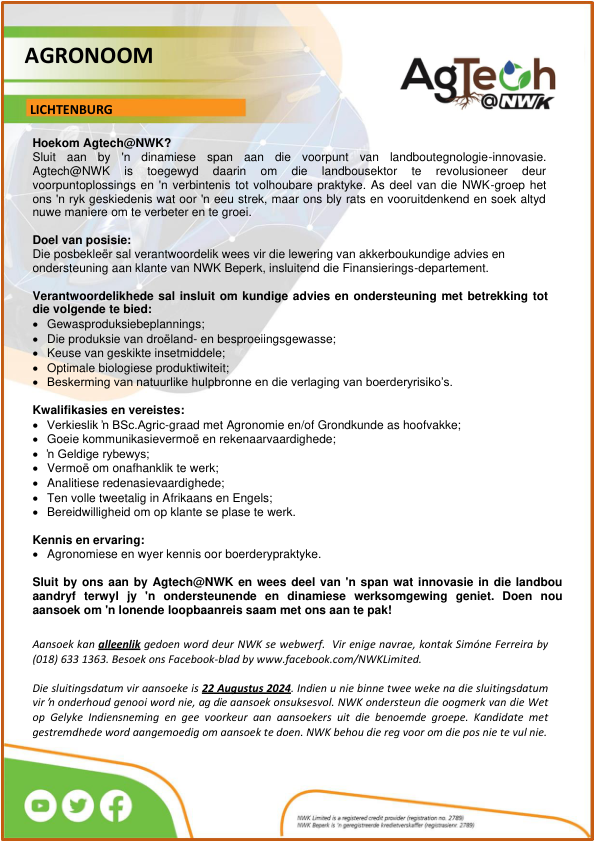 AGRONOOM
AgTech
@NWK
LICHTENBURG
Hoekom Agtech@NWK?
Sluit aan by 'n dinamiese span aan die voorpunt van landboutegnologie-innovasie.
Agtech@NWK is toegewyd daarin om die landbousektor te revolusioneer deur
voorpuntoplossings en 'n verbintenis tot volhoubare praktyke. As deel van die NWK-groep het
ons 'n ryk geskiedenis wat oor 'n eeu strek, maar ons bly rats en vooruitdenkend en soek altyd
nuwe maniere om te verbeter en te groei.
Doel van posisie:
Die posbekleër sal verantwoordelik wees vir die lewering van akkerboukundige advies en
ondersteuning aan klante van NWK Beperk, insluitend die Finansierings-departement.
Verantwoordelikhede sal insluit om kundige advies en ondersteuning met betrekking tot
die volgende te bied:
• Gewasproduksiebeplannings;
• Die produksie van droëland- en besproeiingsgewasse;
• Keuse van geskikte insetmiddele;
• Optimale biologiese produktiwiteit;
• Beskerming van natuurlike hulpbronne en die verlaging van boerderyrisiko's.
Kwalifikasies en vereistes:
• Verkieslik 'n BSc.Agric-graad met Agronomie en/of Grondkunde as hoofvakke;
• Goeie kommunikasievermoë en rekenaarvaardighede;
• 'n Geldige rybewys;
• Vermoë om onafhanklik te werk;
• Analitiese redenasievaardighede;
• Ten volle tweetalig in Afrikaans en Engels;
• Bereidwilligheid om op klante se plase te werk.
Kennis en ervaring:
• Agronomiese en wyer kennis oor boerderypraktyke.
Sluit by ons aan by Agtech@NWK en wees deel van 'n span wat innovasie in die landbou
aandryf terwyl jy 'n ondersteunende en dinamiese werksomgewing geniet. Doen nou
aansoek om 'n lonende loopbaanreis saam met ons aan te pak!
Aansoek kan alleenlik gedoen word deur NWK se webwerf. Vir enige navrae, kontak Simóne Ferreira by
(018) 633 1363. Besoek ons Facebook-blad by www.facebook.com/NWKLimited.
Die sluitingsdatum vir aansoeke is 22 Augustus 2024. Indien u nie binne twee weke na die sluitingsdatum
vir 'n onderhoud genooi word nie, ag die aansoek onsuksesvol. NWK ondersteun die oogmerk van die Wet
op Gelyke Indiensneming en gee voorkeur aan aansoekers uit die benoemde groepe. Kandidate met
gestremdhede word aangemoedig om aansoek te doen. NWK behou die reg voor om die pos nie te vul nie.
NWK Limited is a registered credit provider (registration no. 2789)
NWK Beperk is 'n geregistreerde kredietverskaffer (registrasienr. 2789)